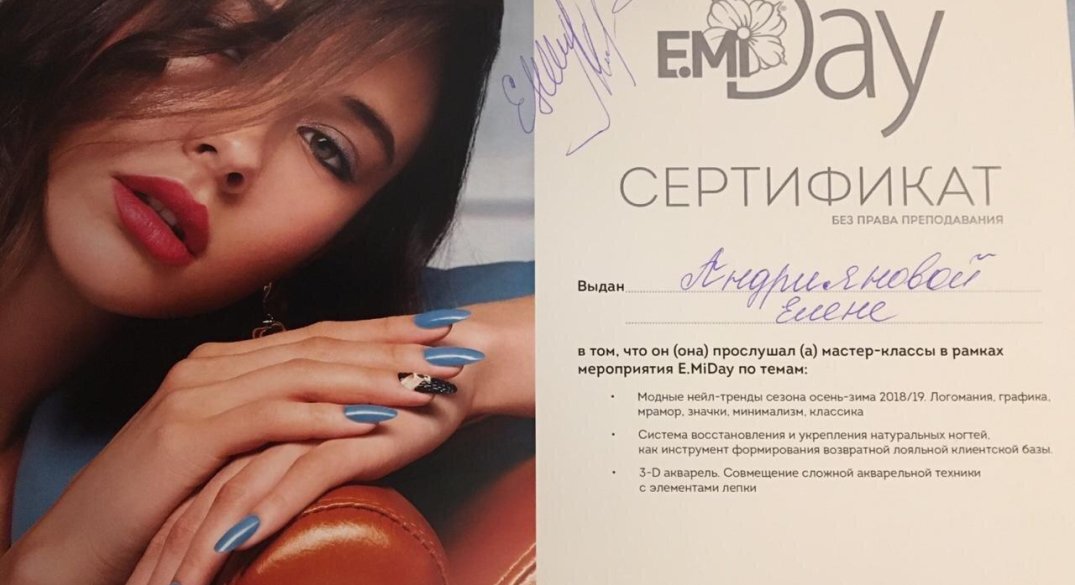 E.Mi Day
СЕРТИФИКАТ
БЕЗ ПРАВА ПРЕПОДАВАНИЯ
Выдан Андрияновой
Елене
в том, что он (она) прослушал (а) мастер-классы в рамках
мероприятия E.MiDay по темам:
• Модные нейл-тренды сезона осень-зима 2018/19. Логомания, графика,
мрамор, значки, минимализм, классика
• Система восстановления и укрепления натуральных ногтей,
как инструмент формирования возвратной лояльной клиентской базы.
• 3-D акварель. Совмещение сложной акварельной техники
с элементами лепки